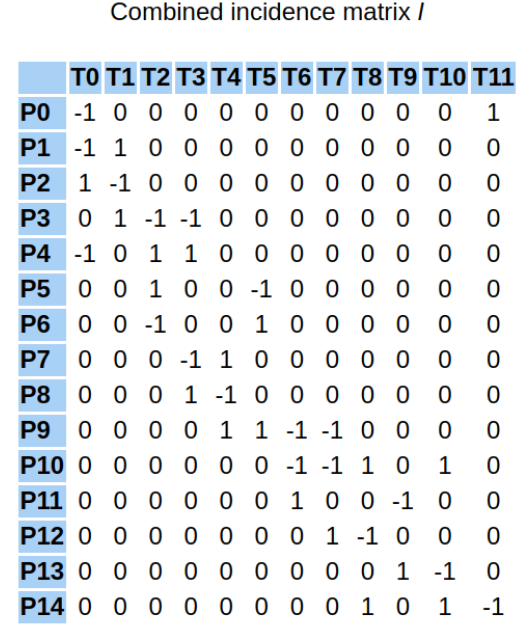 Combined incidence matrix I
T0 T1 T2 T3 T4 T5 T6 T7 T8 T9 T10 T11
P0 -1 0 0 0 0 0 0 0 0 0 0 1
P1 -1 1 0 0 0 0 0 0 0 0 0 0
P2 1 -1 0 0 0 0 0 0 0 0 0 0
P3 0 1 -1 -1 0 0 0 0 0 0 0 0
P4 -1 0 1 1 0 0 0 0 0 0 0 0
P5 0 0 1 0 0 -1 0 0 0 0 0 0
P6 0 0 -1 0 0 1 0 0 0 0 0 0
P7 0 0 0 -1 1 0 0 0 0 0 0 0
P8 0 0 0 1 -1 0 0 0 0 0 0 0
P9 0 0 0 0 1 1 -1 -1 0 0 0 0
P10 0 0 0 0 0 0 -1 -1 1 0 1 0
P11 0 0 0 0 0 0 1 0 0 -1 0 0
P12 0 0 0 0 0 0 0 1 -1 0 0 0
P13 0 0 0 0 0 0 0 0 0 1 -1 0
P14 0 0 0 0 0 0 0 0 1 0 1 -1